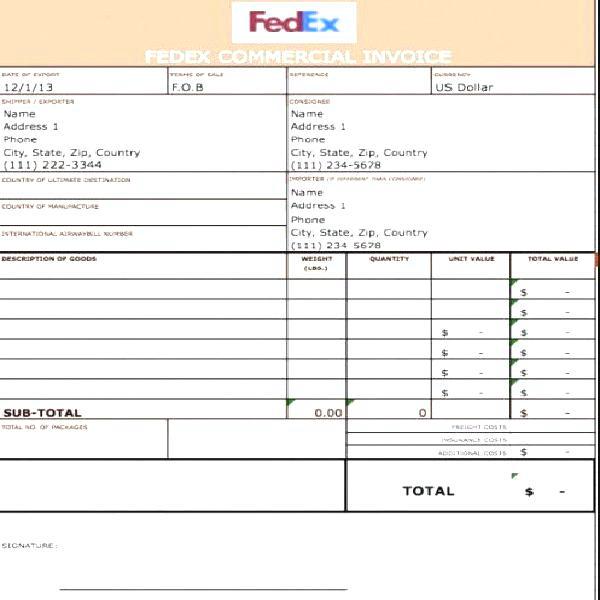 FedEx
FEDEX COMMERCIAL INVOICE
DATE OF EXPORT TERMS OF SALE REFERENCE CURRENCY
12/1/13 F.O.B US Dollar
SHIPPER / EXPORTER CONSIGNEE
Name Name
Address 1 Address 1
Phone Phone
City, State, Zip, Country City, State, Zip, Country
(111) 222-3344 (111) 234-5678
COUNTRY OF ULTIMATE DESTINATION IMPORTER (IF DIFFERENT THAN CONSIGNEE)
Name
COUNTRY OF MANUFACTURE Address 1
Phone
INTERNATIONAL AIRWAYBILL NUMBER City, State, Zip, Country
(111) 234 5678
DESCRIPTION OF GOODS WEIGHT QUANTITY UNIT VALUE TOTAL VALUE
(LBS.)
$ -
$ -
$ - $ -
$ - $ -
$ - $ -
$ - $ -
SUB-TOTAL 0.00 0 $ -
TOTAL NO. OF PACKAGES FREIGHT COSTS
INSURANCE COSTS
ADDITIONAL COSTS $ -
TOTAL $ -
SIGNATURE: